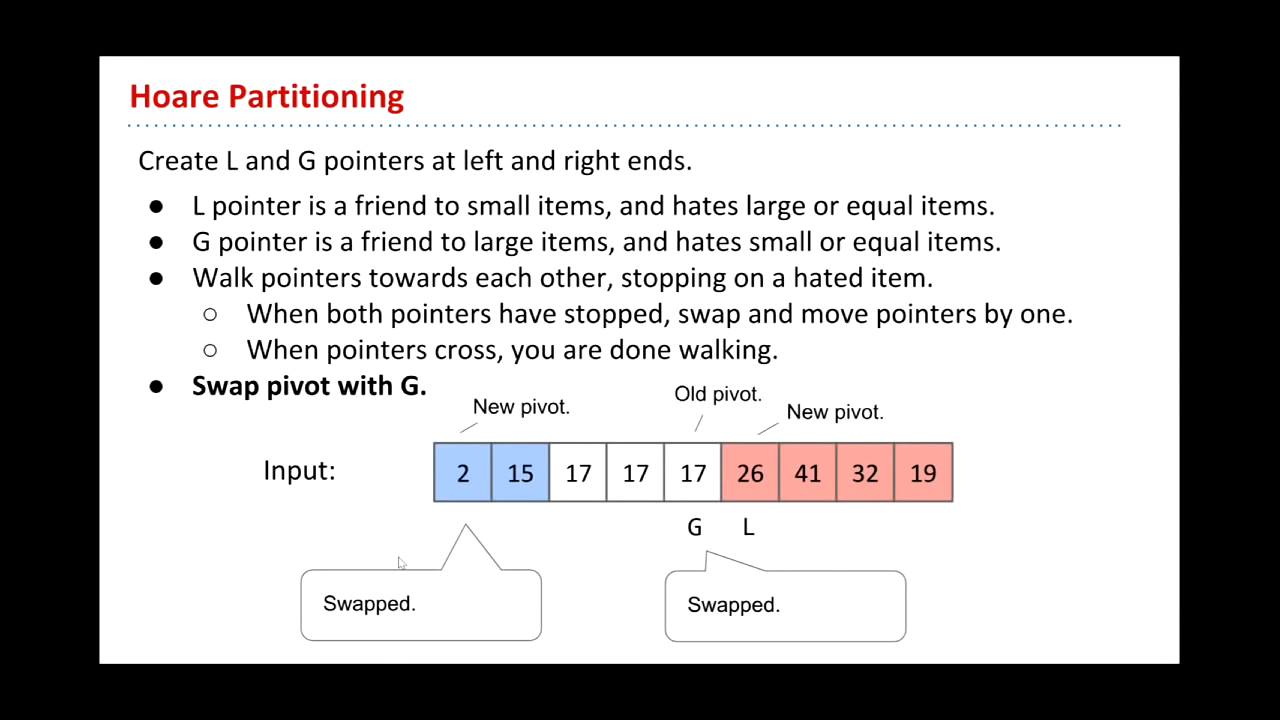 Hoare Partitioning
Create L and G pointers at left and right ends.
● L pointer is a friend to small items, and hates large or equal items.
● G pointer is a friend to large items, and hates small or equal items.
● Walk pointers towards each other, stopping on a hated item.
○ When both pointers have stopped, swap and move pointers by one.
○ When pointers cross, you are done walking.
● Swap pivot with G.
New pivot.
Old pivot.
New pivot.
Input:
2 15 17 17 17 26 41 32 19
G L
Swapped.
Swapped.